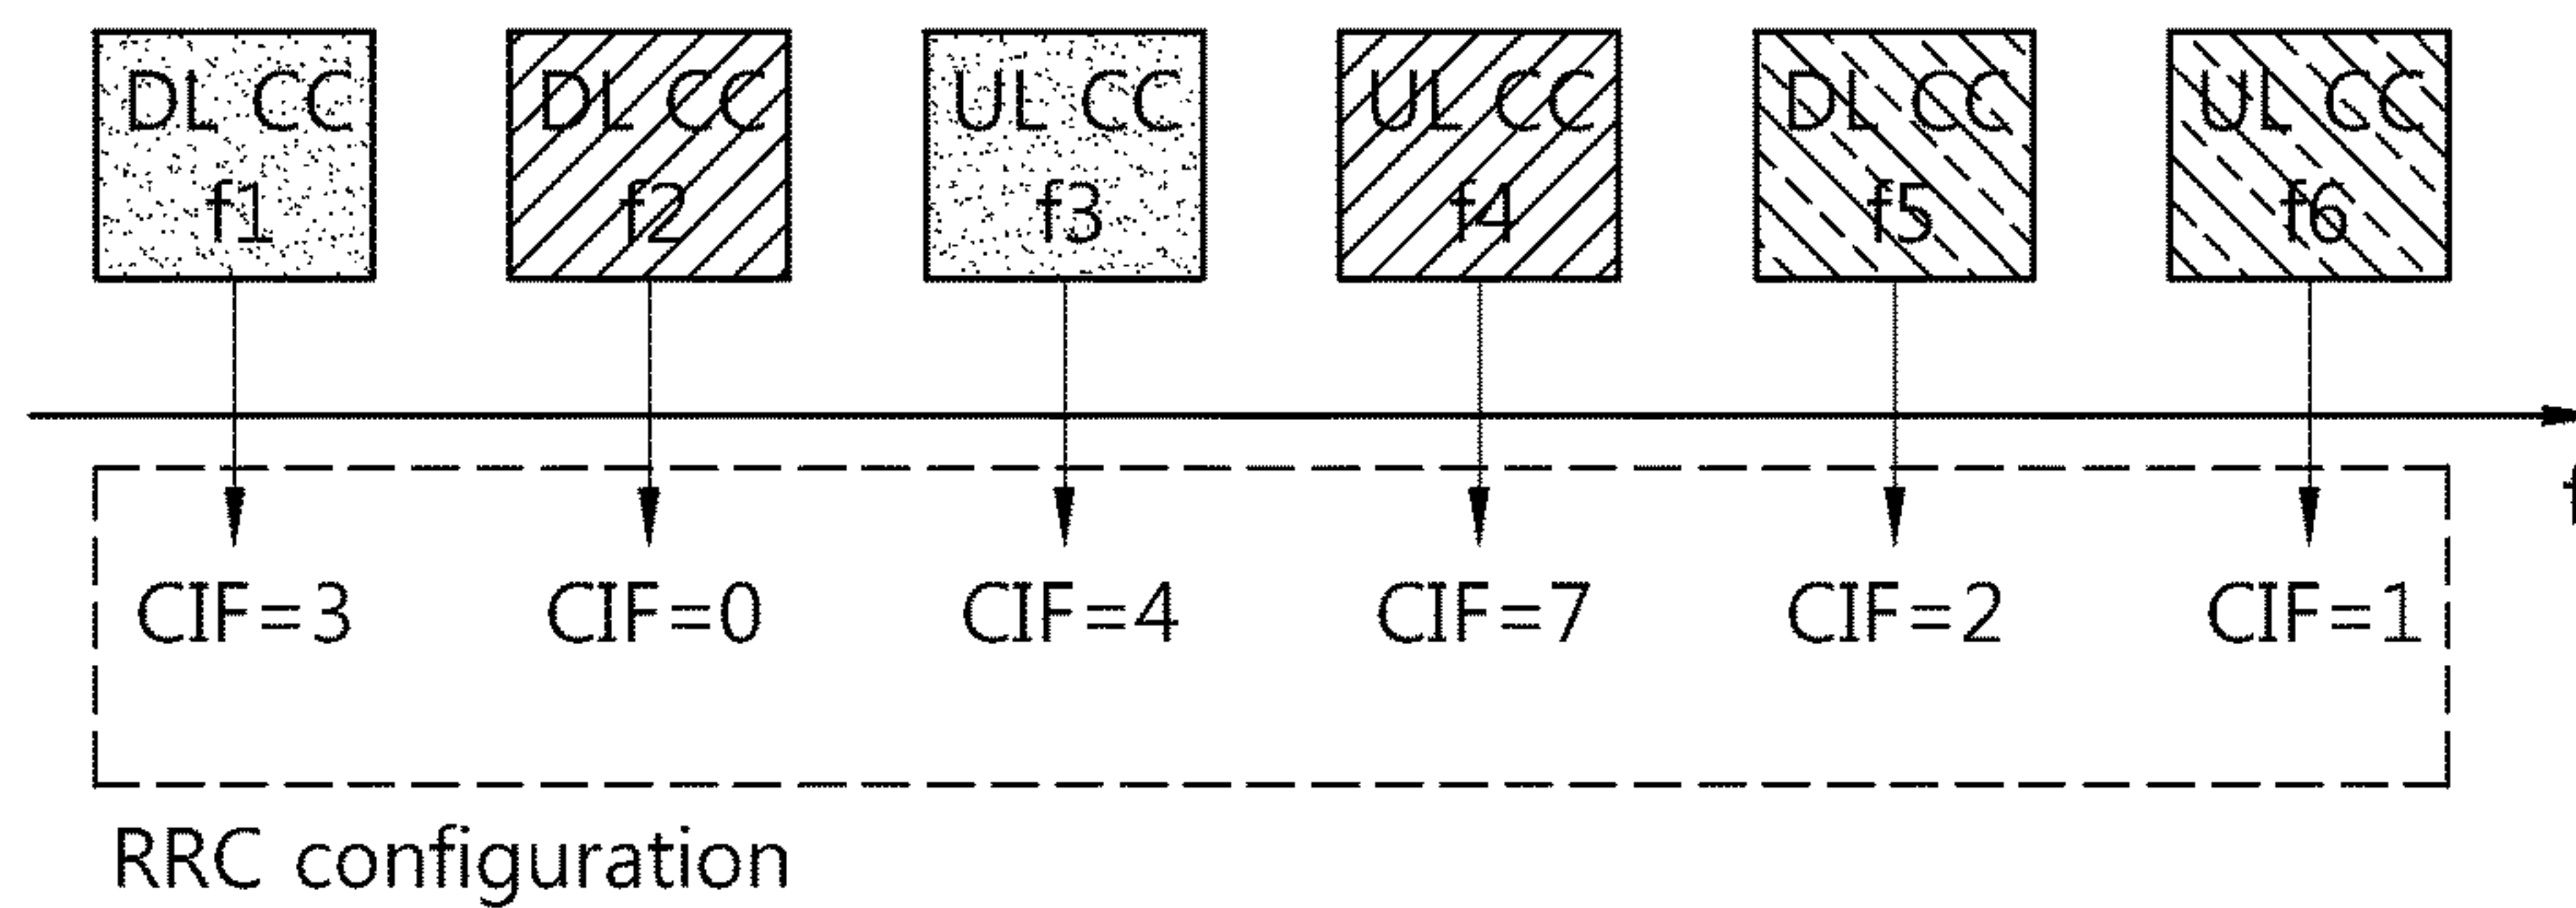 DL CC DL CC UL CC UL CC DL CC UL CC
f1 f2 f3 f4 f5 f6
f
CIF=3 CIF=0 CIF=4 CIF=7 CIF=2 CIF=1
RRC configuration